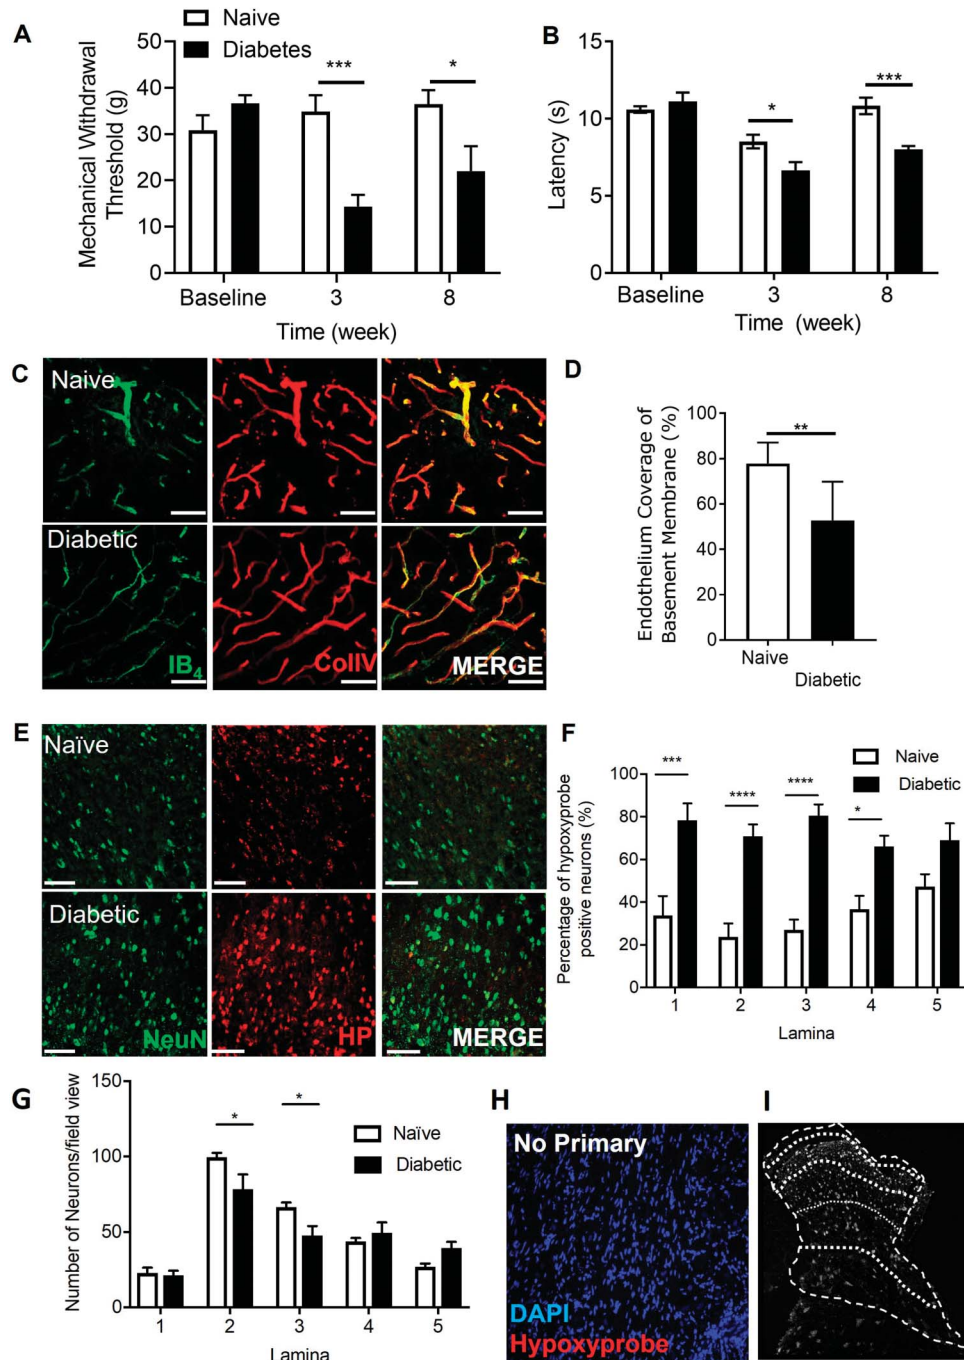 A
Naive
Diabetes
Mechanical Withdrawal
Threshold (g)
50
40
30
20
10
0
***
*
Baseline
3
8
Time (week)
B
Latency (s)
15
10
5
0
*
***
Baseline
3
8
Time (week)
C
Naive
Diabetic
IB4
CollV
MERGE
D
Endothelium Coverage of
Basement Membrane (%)
100
80
60
40
20
0
**
Naive
Diabetic
E
Naïve
Diabetic
NeuN
HP
MERGE
F
Naive
Diabetic
Percentage of hypoxyprobe
positive neurons (%)
100
80
60
40
20
0
***
****
****
*
1
2
3
4
5
Lamina
G
Number of Neurons/field view
150
100
50
0
*
*
Naïve
Diabetic
1
2
3
4
5
Lamina
H
No Primary
DAPI
Hypoxyprobe
I